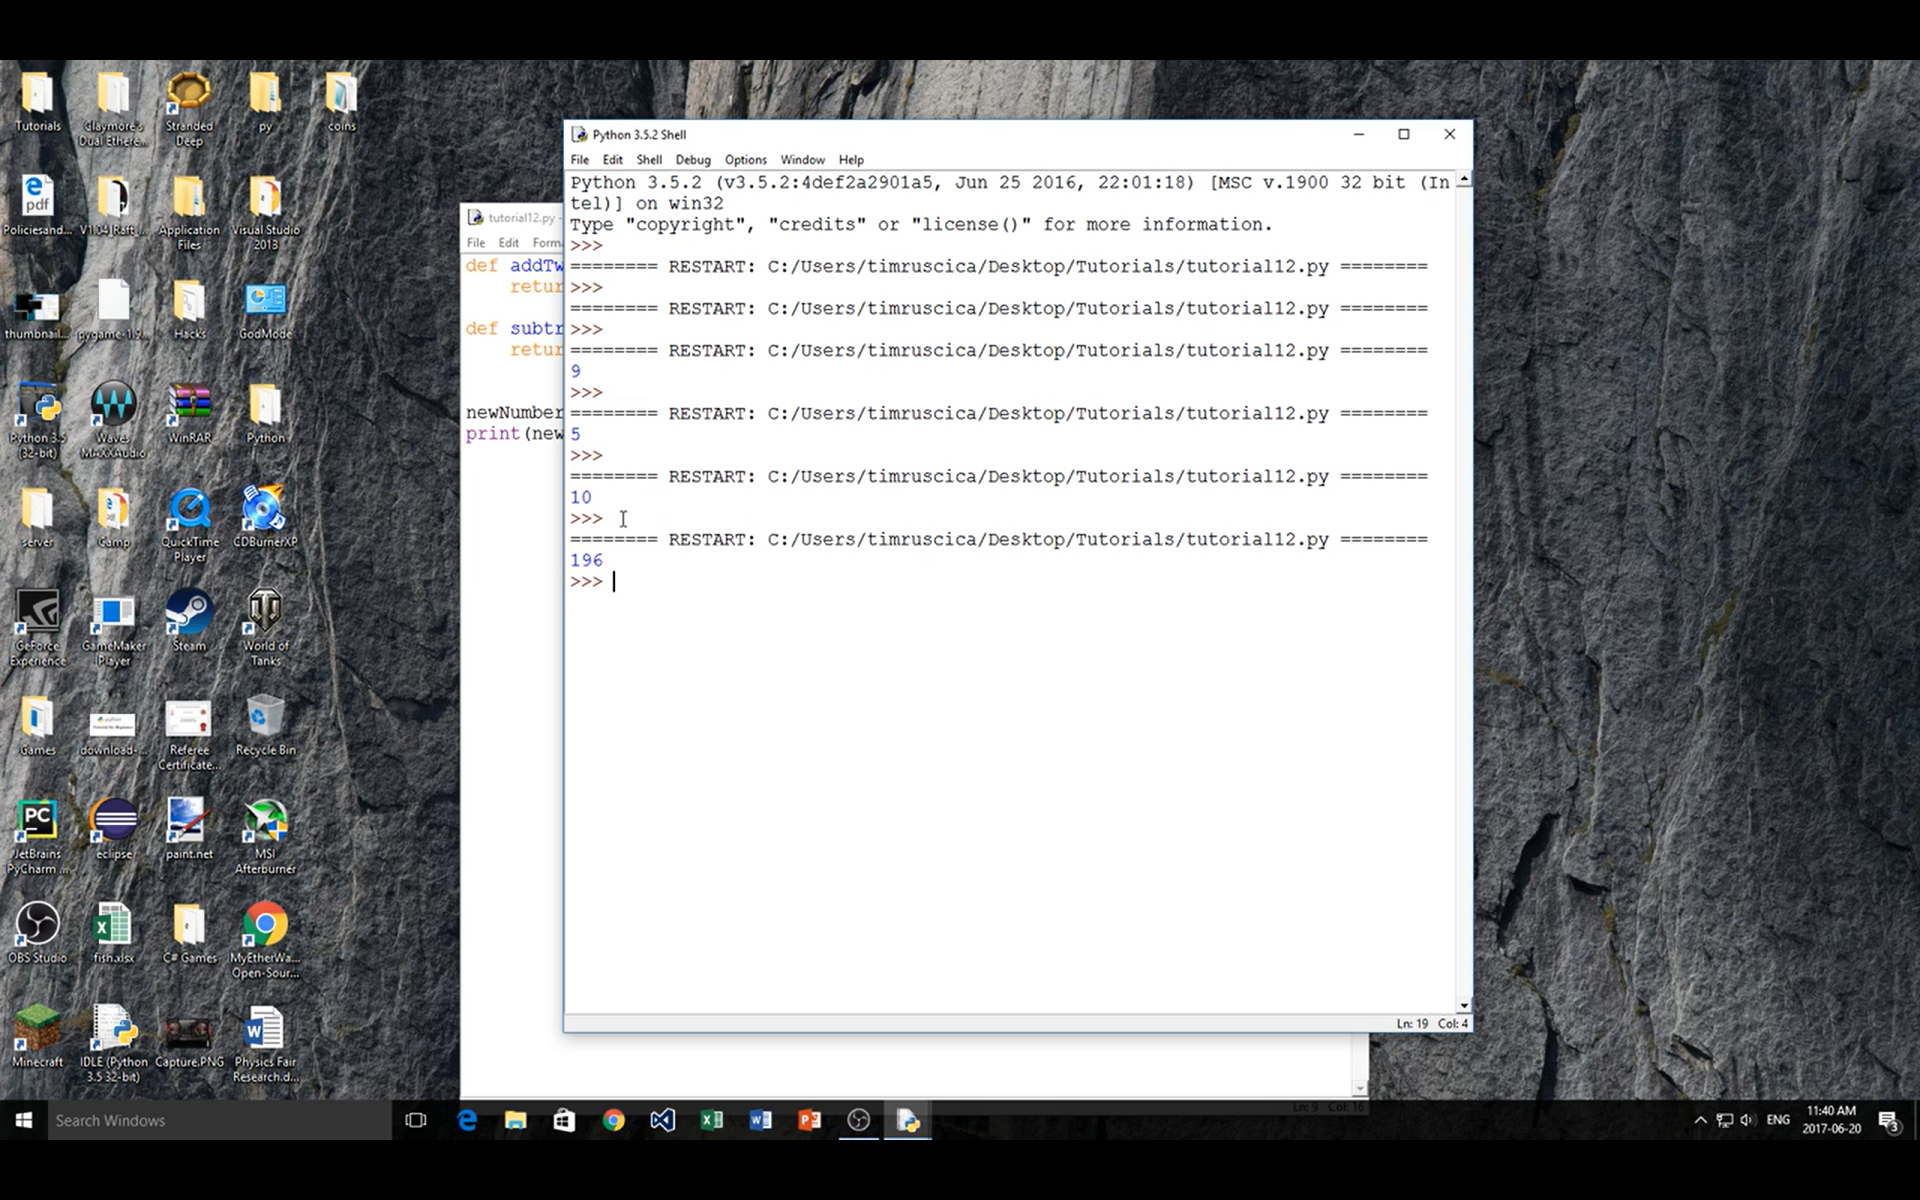 Tutorials
Claymore's
Dual Ethere...
Stranded
Deep
py
coins
Policiesand...
V1.04_Raft_...
Application
Files
Visual Studio
2013
thumbnail...
pygame-1.9...
Hacks
GodMode
Python 3.5
(32-bit)
Waves
MAXXAudio
WinRAR
Python
server
Camp
QuickTime
Player
CDBurnerXP
GeForce
Experience
GameMaker
Player
Steam
World of
Tanks
Games
download-...
Referee
Certificate...
Recycle Bin
JetBrains
PyCharm ...
eclipse
paint.net
MSI
Afterburner
OBS Studio
fish.xlsx
C# Games
MyEtherWa...
Open-Sour...
Minecraft
IDLE (Python
3.5 32-bit)
Capture.PNG
Physics Fair
Research.d...
tutorial12.py -
File Edit Form
def addTw
retur
def subtr
retur
newNumber
print(new
Ln: 9 Col: 16
Python 3.5.2 Shell
File Edit Shell Debug Options Window Help
Python 3.5.2 (v3.5.2:4def2a2901a5, Jun 25 2016, 22:01:18) [MSC v.1900 32 bit (In
tel)] on win32
Type "copyright", "credits" or "license()" for more information.
>>>
======== RESTART: C:/Users/timruscica/Desktop/Tutorials/tutorial12.py ========
>>>
======== RESTART: C:/Users/timruscica/Desktop/Tutorials/tutorial12.py ========
>>>
======== RESTART: C:/Users/timruscica/Desktop/Tutorials/tutorial12.py ========
9
>>>
======== RESTART: C:/Users/timruscica/Desktop/Tutorials/tutorial12.py ========
5
>>>
======== RESTART: C:/Users/timruscica/Desktop/Tutorials/tutorial12.py ========
10
>>>
======== RESTART: C:/Users/timruscica/Desktop/Tutorials/tutorial12.py ========
196
>>>
Ln: 19 Col: 4
Search Windows
ENG
11:40 AM
2017-06-20
3